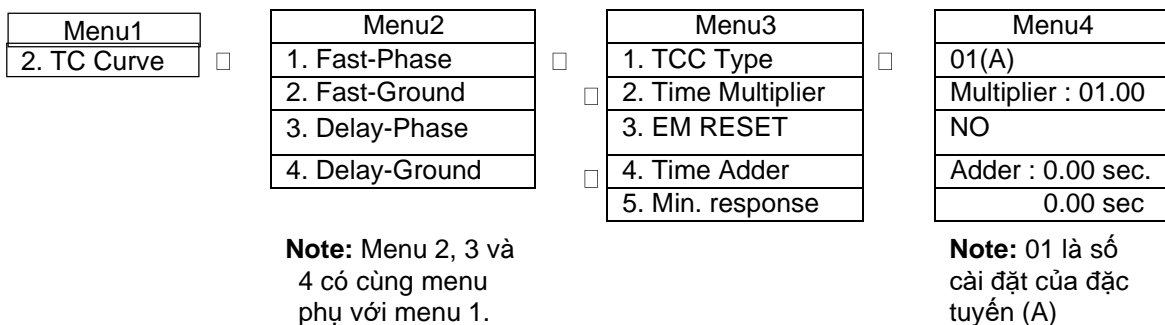 Menu1
2. TC Curve
Menu2
1. Fast-Phase
2. Fast-Ground
3. Delay-Phase
4. Delay-Ground
Note: Menu 2, 3 và
4 có cùng menu
phụ với menu 1.
Menu3
1. TCC Type
2. Time Multiplier
3. EM RESET
4. Time Adder
5. Min. response
Menu4
01(A)
Multiplier : 01.00
NO
Adder : 0.00 sec.
0.00 sec
Note: 01 là số
cài đặt của đặc
tuyến (A)